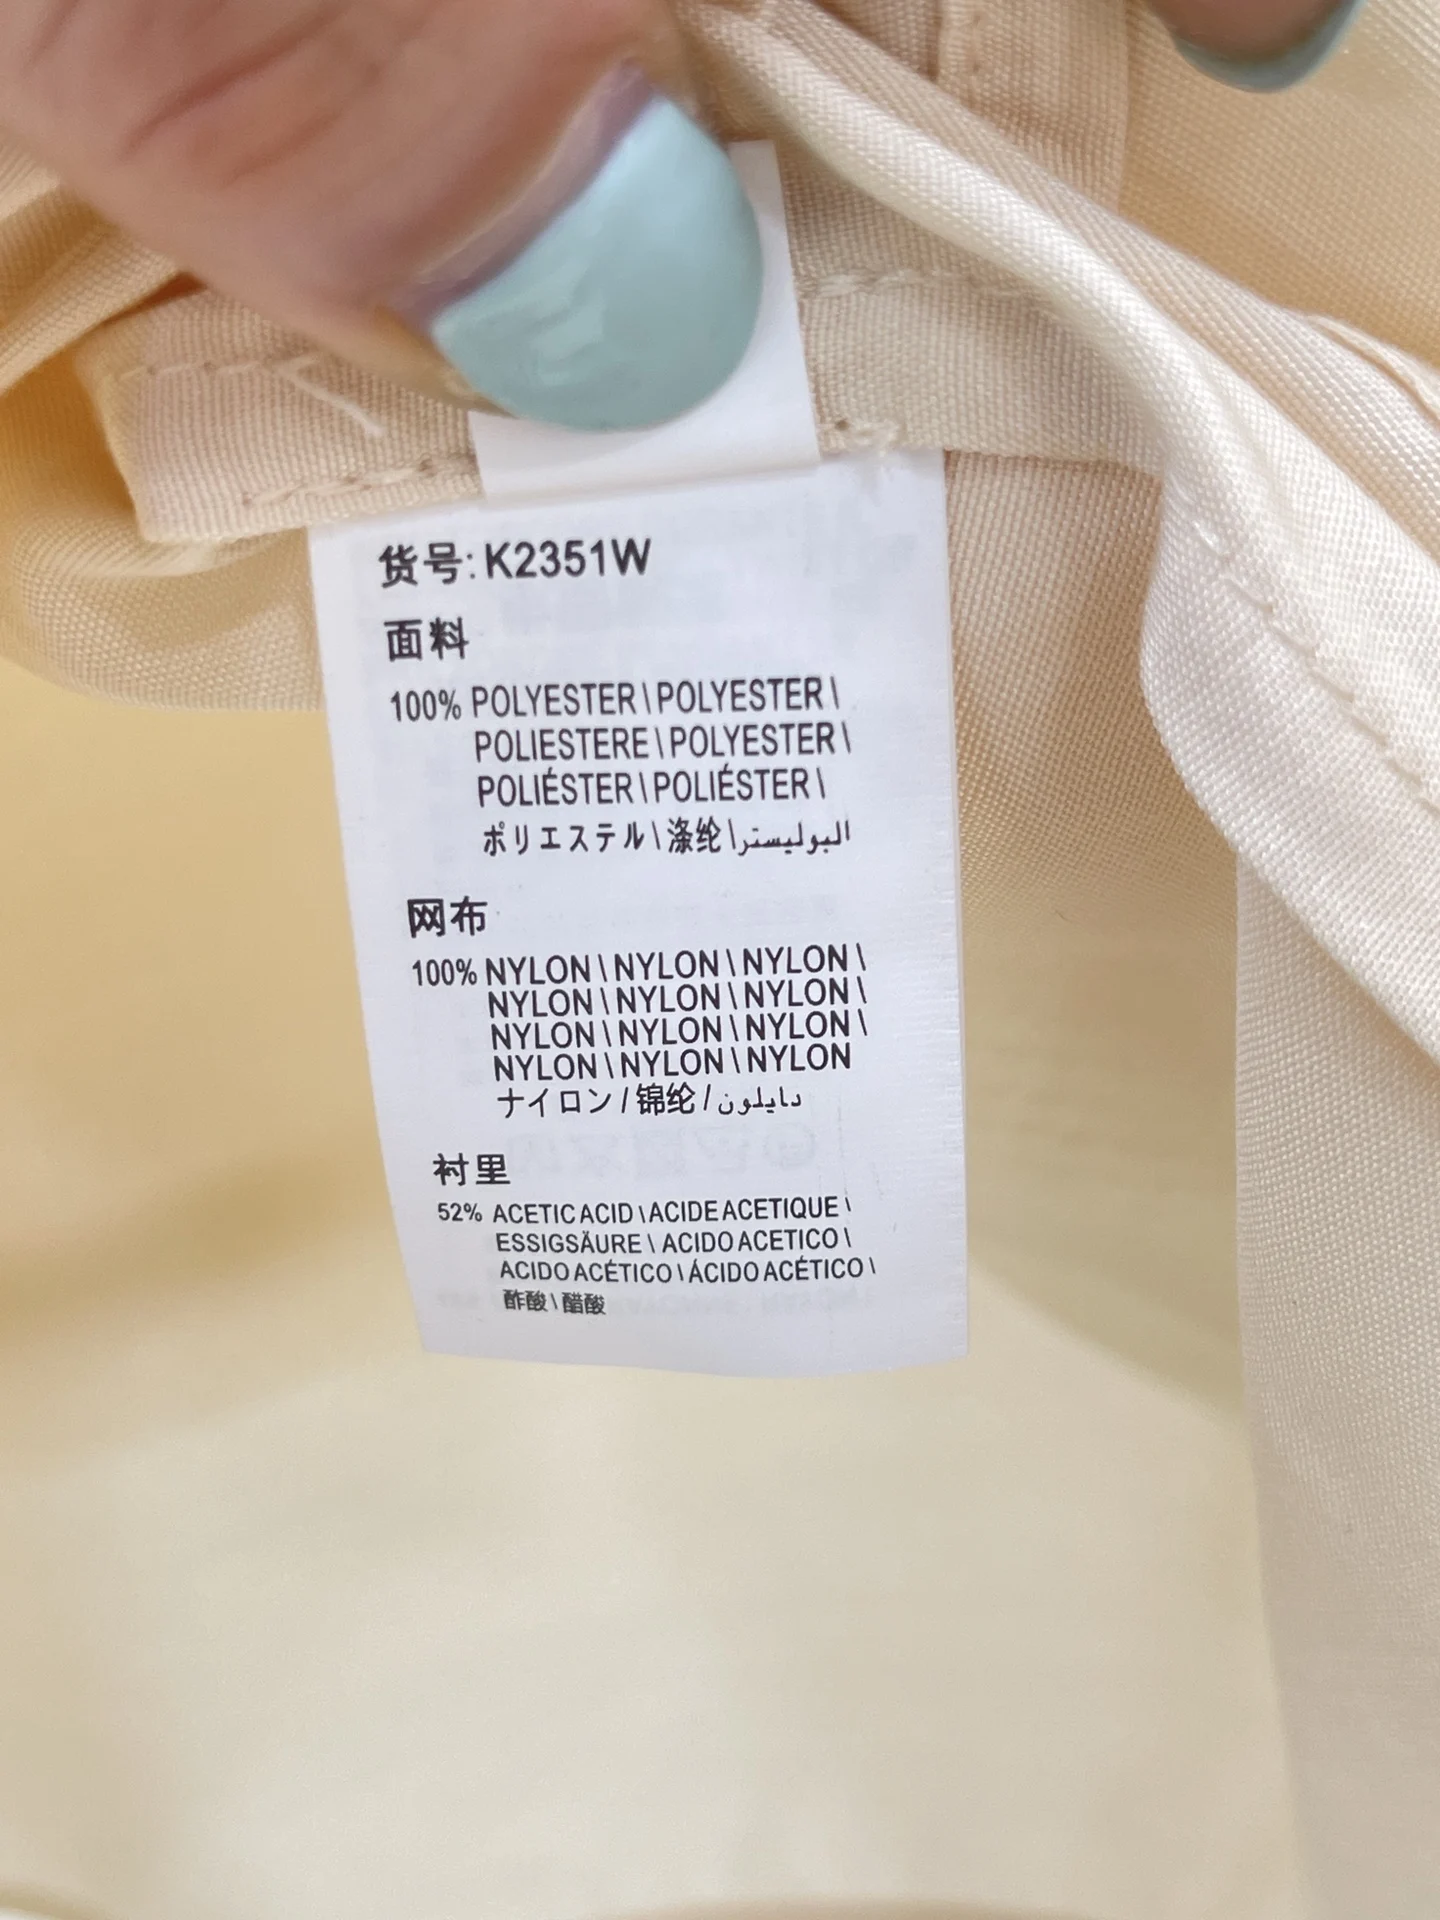 货号: K2351W
面料
100% POLYESTER \ POLYESTER \
POLIESTERE \ POLYESTER \
POLIÉSTER \ POLIÉSTER \
ポリエステル \ 涤纶 \ البوليستر
网布
100% NYLON \ NYLON \ NYLON \
NYLON \ NYLON \ NYLON \
NYLON \ NYLON \ NYLON \
NYLON \ NYLON \ NYLON
ナイロン / 锦纶 / دايلون
衬里
52% ACETIC ACID \ ACIDE ACETIQUE \
ESSIGSÄURE \ ACIDO ACETICO \
ACIDO ACÉTICO \ ÁCIDO ACÉTICO \
酢酸 \ 醋酸